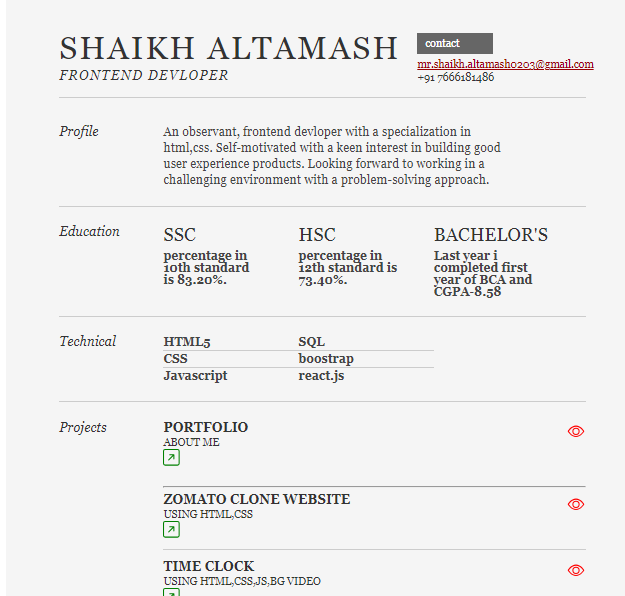 SHAIKH ALTAMASH
FRONTEND DEVLOPER
contact
mr.shaikh.altamash0203@gmail.com
+91 7666181486
Profile
An observant, frontend devloper with a specialization in
html,css. Self-motivated with a keen interest in building good
user experience products. Looking forward to working in a
challenging environment with a problem-solving approach.
Education
SSC
percentage in
10th standard
is 83.20%.
HSC
percentage in
12th standard is
73.40%.
BACHELOR'S
Last year i
completed first
year of BCA and
CGPA-8.58
Technical
HTML5
SQL
CSS
boostrap
Javascript
react.js
Projects
PORTFOLIO
ABOUT ME
ZOMATO CLONE WEBSITE
USING HTML,CSS
TIME CLOCK
USING HTML,CSS,JS,BG VIDEO